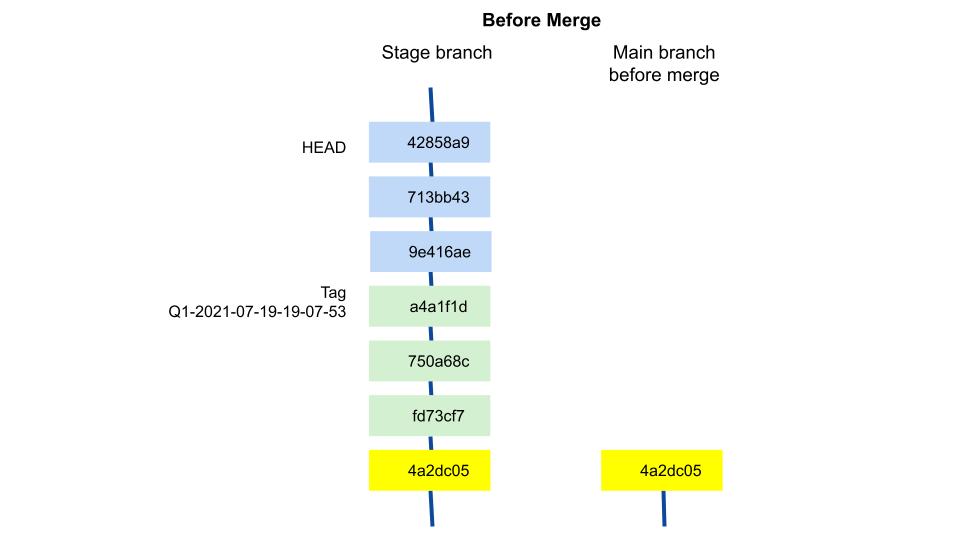 Before Merge
Stage branch
Main branch
before merge
HEAD
42858a9
713bb43
9e416ae
Tag
Q1-2021-07-19-19-07-53
a4a1f1d
750a68c
fd73cf7
4a2dc05
4a2dc05